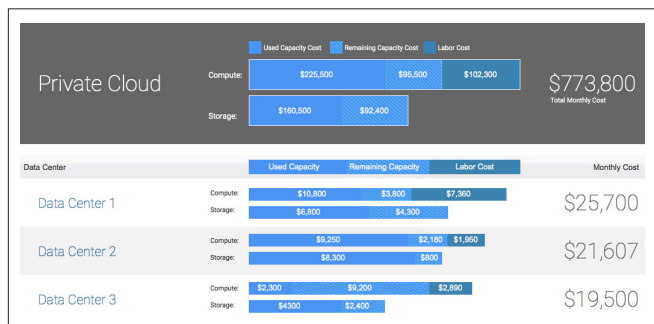 Used Capacity Cost Remaining Capacity Cost Labor Cost
Private Cloud
Compute: $225,500 $95,500 $102,300
$773,800
Total Monthly Cost
Storage: $160,500 $92,400
Data Center Used Capacity Remaining Capacity Labor Cost Monthly Cost
Data Center 1
Compute: $10,800 $3,800 $7,360
Storage: $6,800 $4,300
$25,700
Data Center 2
Compute: $9,250 $2,180 $1,950
Storage: $8,300 $800
$21,607
Data Center 3
Compute: $2,300 $9,200 $2,890
Storage: $4300 $2,400
$19,500